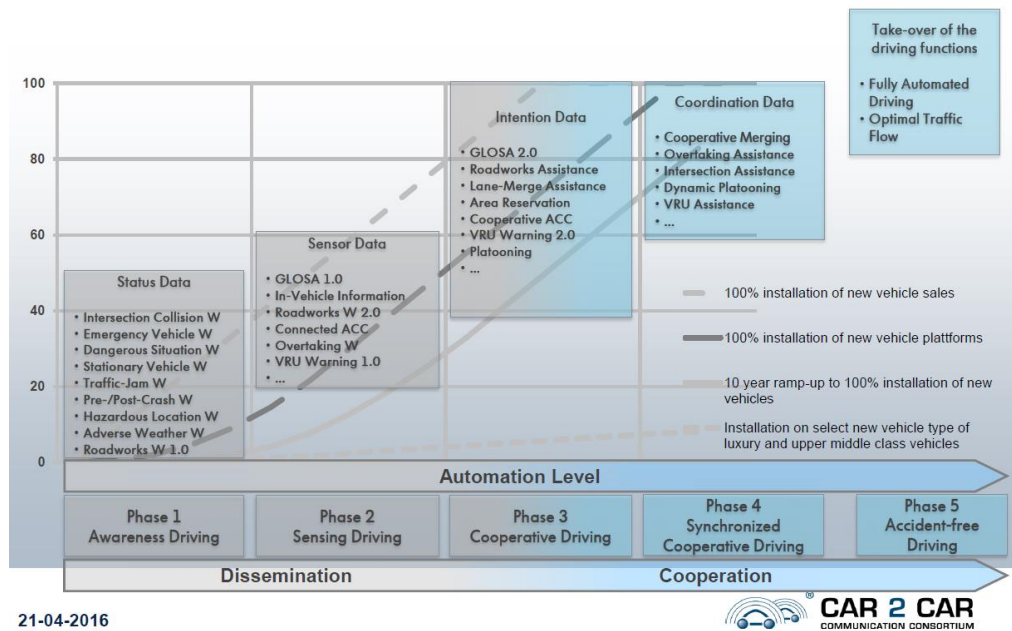 Take-over of the
driving functions
• Fully Automated
Driving
• Optimal Traffic
Flow
100
80
60
40
20
0
Status Data
• Intersection Collision W
• Emergency Vehicle W
• Dangerous Situation W
• Stationary Vehicle W
• Traffic-Jam W
• Pre-/Post-Crash W
• Hazardous Location W
• Adverse Weather W
• Roadworks W 1.0
Sensor Data
• GLOSA 1.0
• In-Vehicle Information
• Roadworks W 2.0
• Connected ACC
• Overtaking W
• VRU Warning 1.0
• ...
Intention Data
• GLOSA 2.0
• Roadworks Assistance
• Lane-Merge Assistance
• Area Reservation
• Cooperative ACC
• VRU Warning 2.0
• Platooning
• ...
Coordination Data
• Cooperative Merging
• Overtaking Assistance
• Intersection Assistance
• Dynamic Platooning
• VRU Assistance
• ...
100% installation of new vehicle sales
100% installation of new vehicle plattforms
10 year ramp-up to 100% installation of new
vehicles
Installation on select new vehicle type of
luxury and upper middle class vehicles
Automation Level
Phase 1
Awareness Driving
Phase 2
Sensing Driving
Phase 3
Cooperative Driving
Phase 4
Synchronized
Cooperative Driving
Phase 5
Accident-free
Driving
Dissemination
Cooperation
21-04-2016
® CAR 2 CAR
COMMUNICATION CONSORTIUM